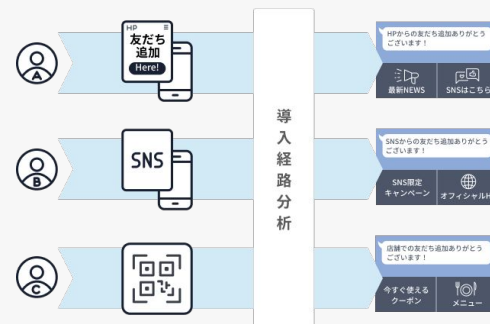 HP
友だち
追加
Here!
A
HPからの友だち追加ありがとう
ございます！
最新NEWS
SNSはこちら
SNS
B
SNSからの友だち追加ありがとう
ございます！
SNS限定
キャンペーン
オフィシャルH
導入経路分析
C
店舗での友だち追加ありがとう
ございます！
今すぐ使える
クーポン
メニュー